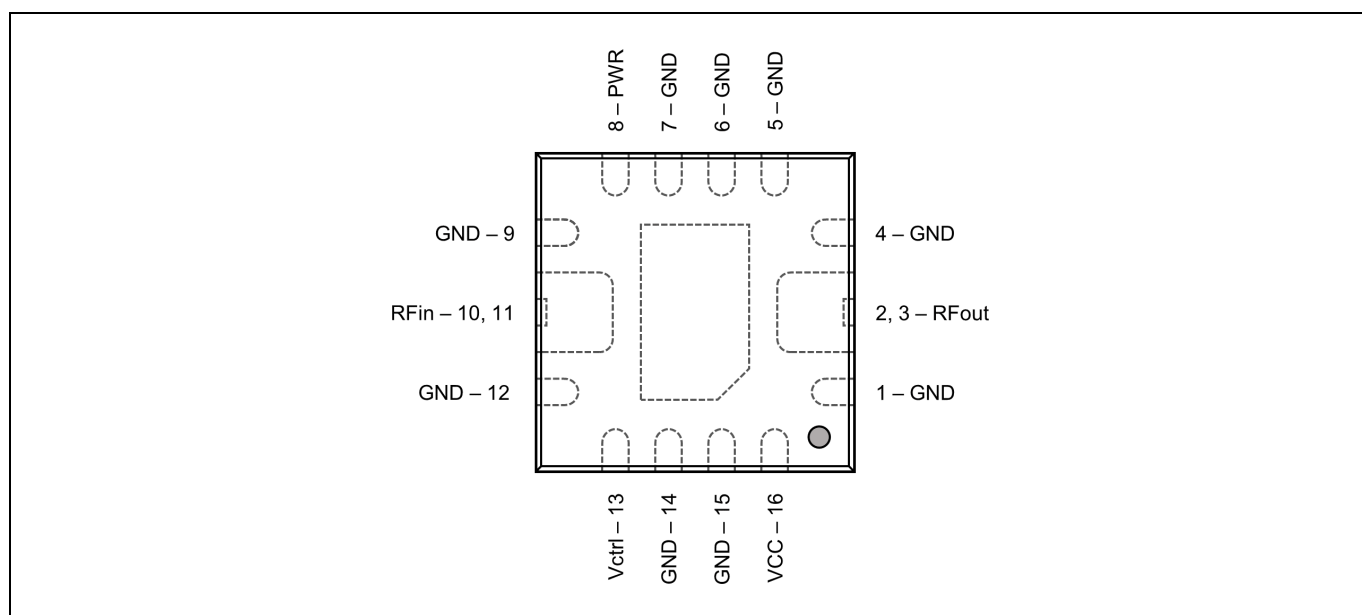 8 – PWR
7 – GND
6 – GND
5 – GND
GND – 9
4 – GND
RFin – 10, 11
2, 3 – RFout
GND – 12
1 – GND
Vctrl – 13
GND – 14
GND – 15
VCC – 16